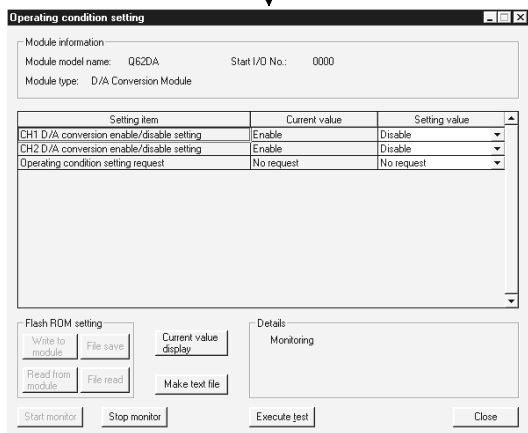 Operating condition setting
Module information
Module model name: Q62DA Start I/O No.: 0000
Module type: D/A Conversion Module
Setting item Current value Setting value
CH1 D/A conversion enable/disable setting Enable Disable
CH2 D/A conversion enable/disable setting Enable Disable
Operating condition setting request No request No request
Flash ROM setting
Write to module
File save
Read from module
File read
Current value display
Make text file
Details
Monitoring
Start monitor Stop monitor Execute test Close